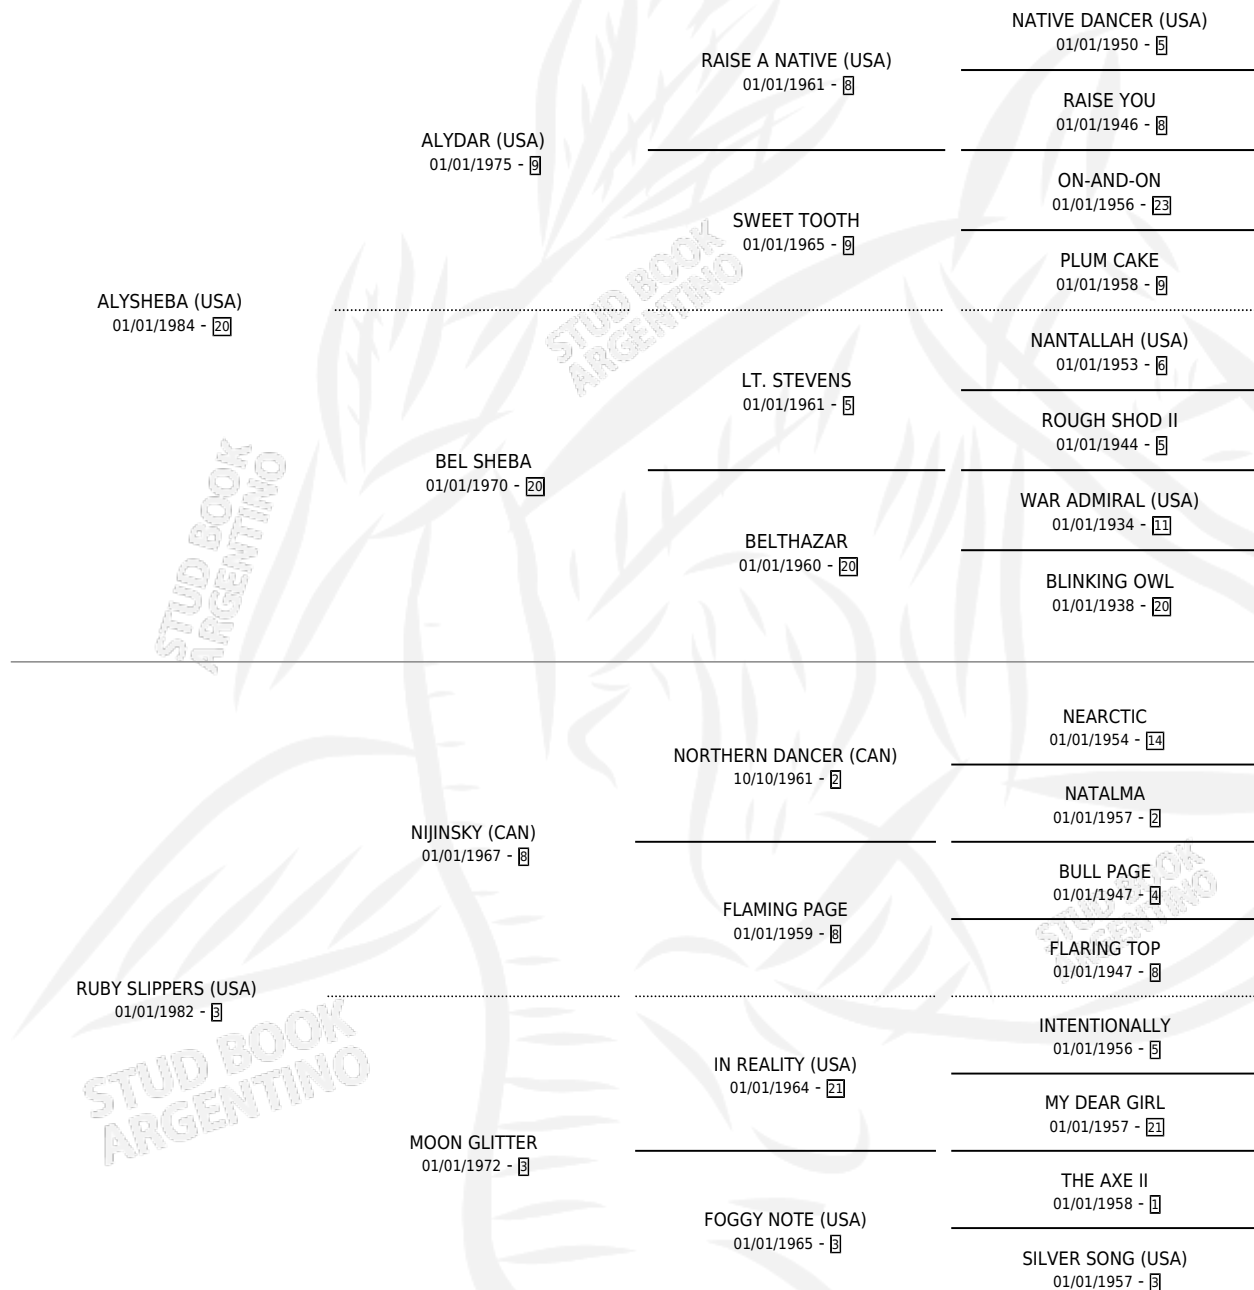 NATIVE DANCER (USA)
01/01/1950 - 5
RAISE A NATIVE (USA)
01/01/1961 - 8
RAISE YOU
01/01/1946 - 8
ALYDAR (USA)
01/01/1975 - 9
ON-AND-ON
01/01/1956 - 23
SWEET TOOTH
01/01/1965 - 9
PLUM CAKE
01/01/1958 - 9
ALYSHEBA (USA)
01/01/1984 - 20
NANTALLAH (USA)
01/01/1953 - 6
LT. STEVENS
01/01/1961 - 5
ROUGH SHOD II
01/01/1944 - 5
BEL SHEBA
01/01/1970 - 20
WAR ADMIRAL (USA)
01/01/1934 - 11
BELTHAZAR
01/01/1960 - 20
BLINKING OWL
01/01/1938 - 20
NEARCTIC
01/01/1954 - 14
NORTHERN DANCER (CAN)
10/10/1961 - 2
NATALMA
01/01/1957 - 2
NIJINSKY (CAN)
01/01/1967 - 8
BULL PAGE
01/01/1947 - 4
FLAMING PAGE
01/01/1959 - 8
FLARING TOP
01/01/1947 - 8
RUBY SLIPPERS (USA)
01/01/1982 - 3
INTENTIONALLY
01/01/1956 - 5
IN REALITY (USA)
01/01/1964 - 21
MY DEAR GIRL
01/01/1957 - 21
MOON GLITTER
01/01/1972 - 3
THE AXE II
01/01/1958 - 1
FOGGY NOTE (USA)
01/01/1965 - 3
SILVER SONG (USA)
01/01/1957 - 3
STUD BOOK
ARGENTINO
STUD BOOK
ARGENTINO
STUD BOOK
ARGENTINO
STUD BOOK
ARGENTINO